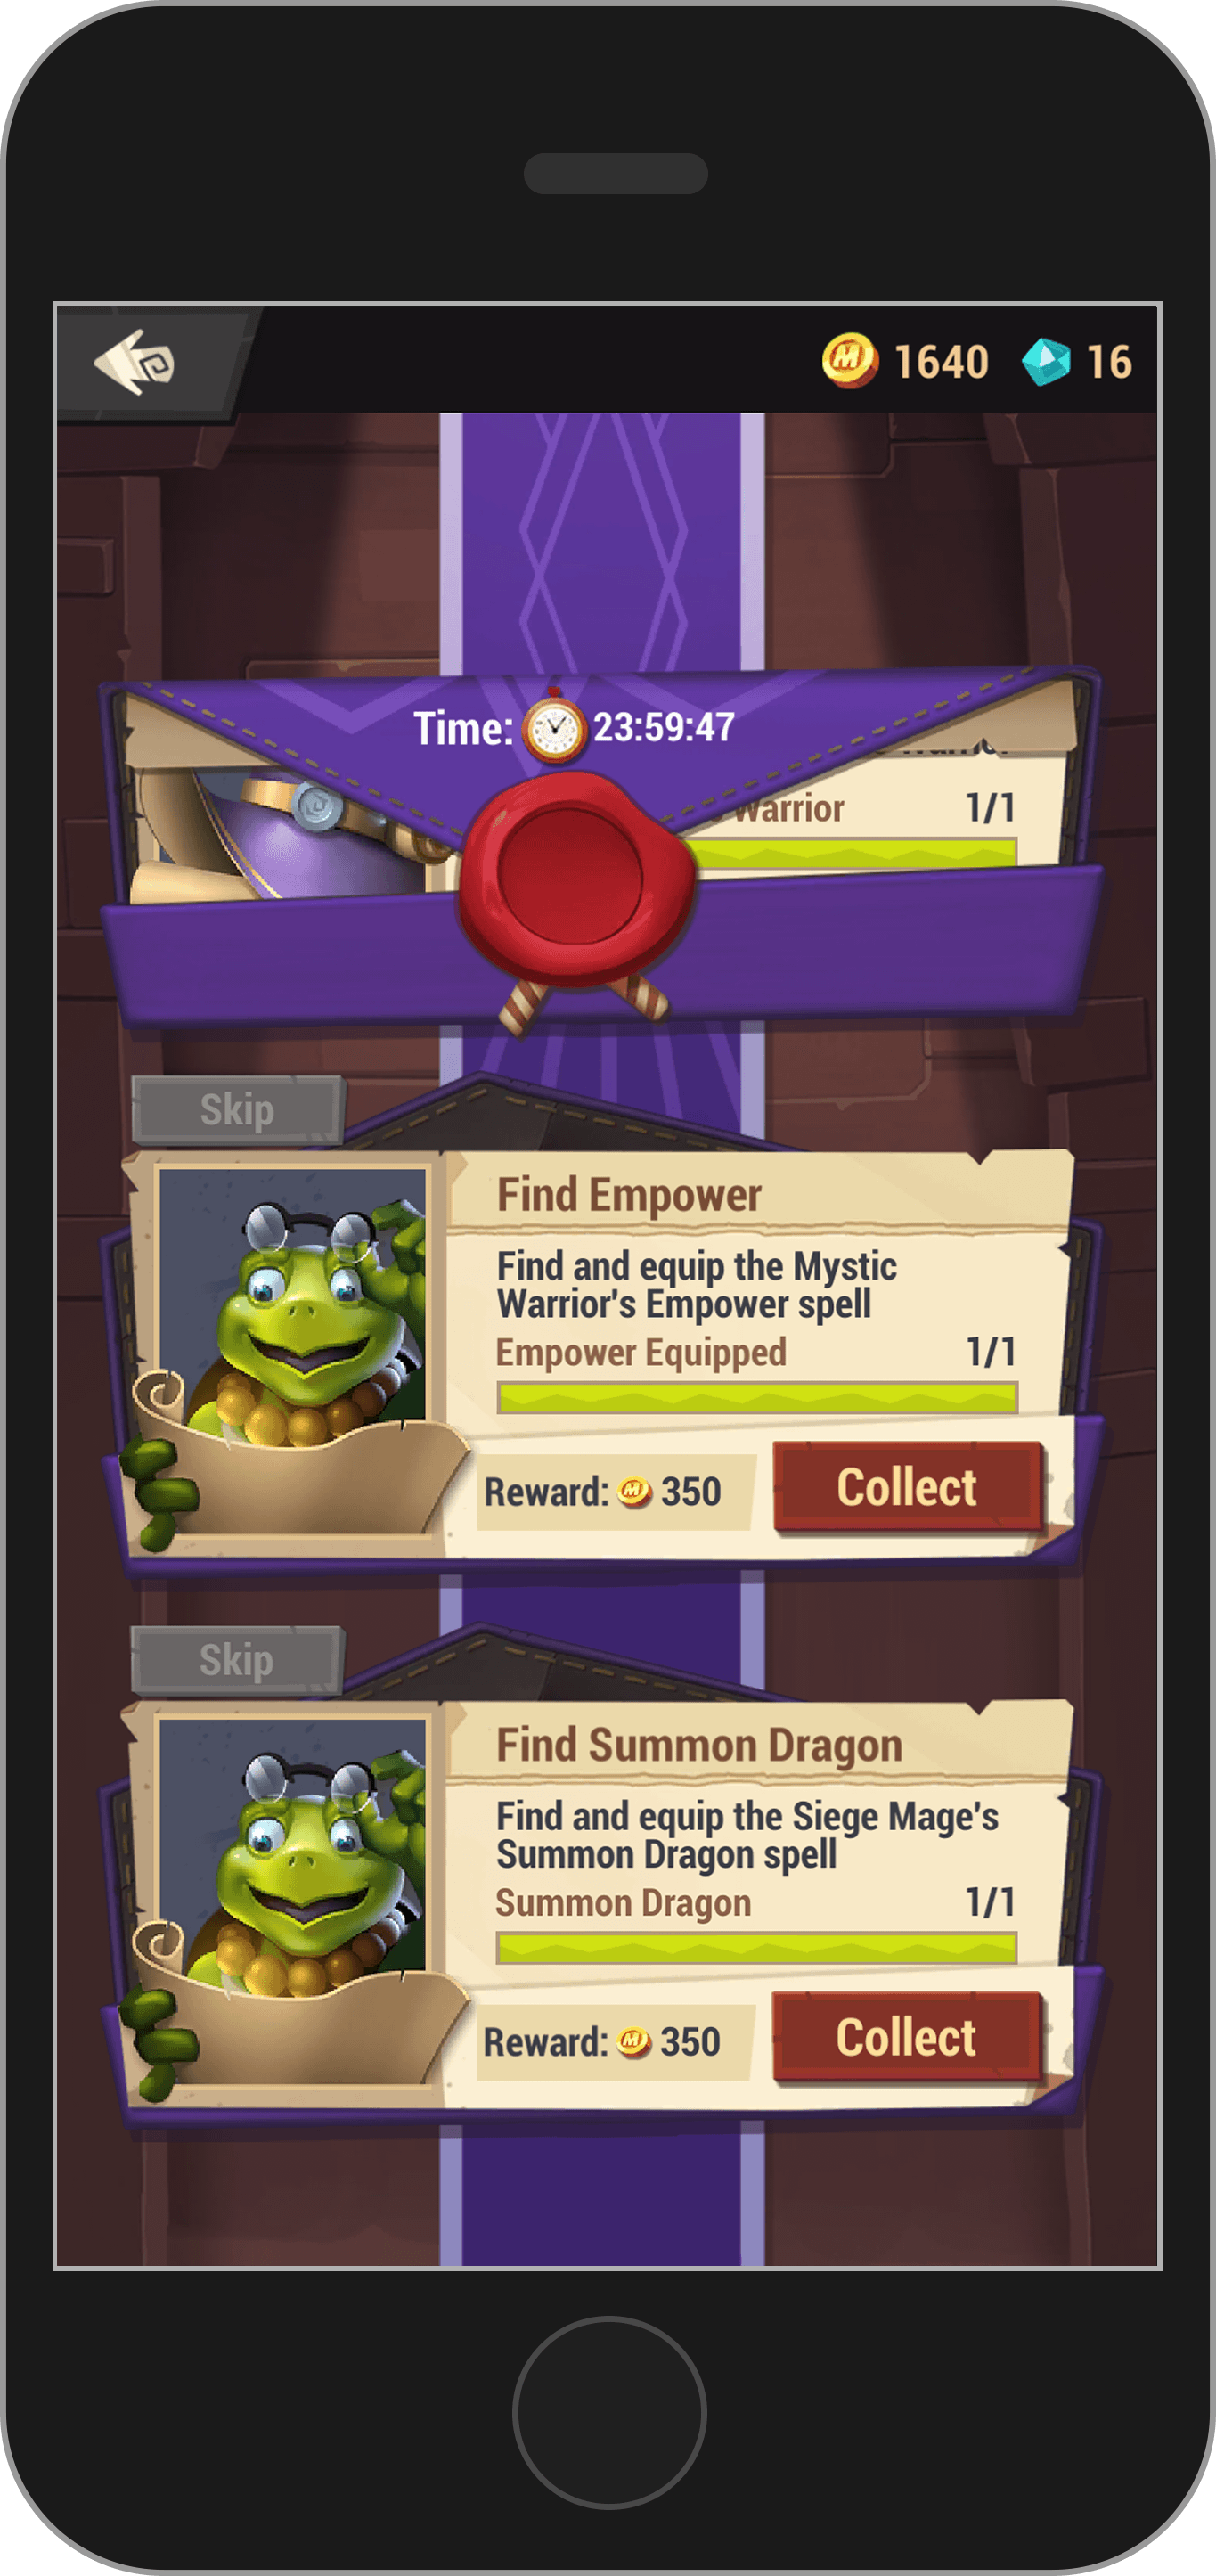 1640 16
Time: 23:59:47
Warrior 1/1
Skip
Find Empower
Find and equip the Mystic
Warrior's Empower spell
Empower Equipped 1/1
Reward: 350
Collect
Skip
Find Summon Dragon
Find and equip the Siege Mage's
Summon Dragon spell
Summon Dragon 1/1
Reward: 350
Collect